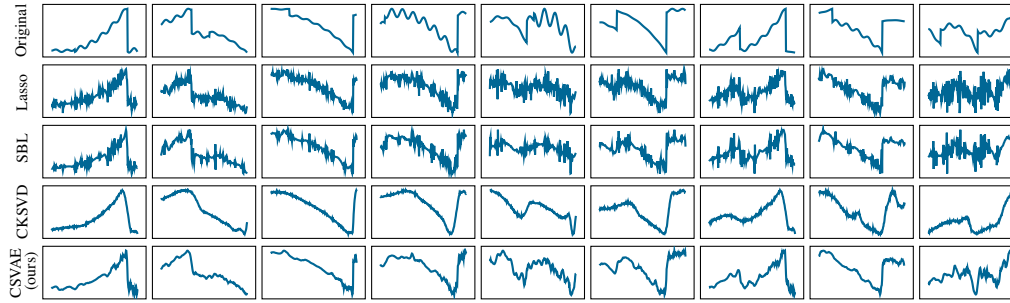 Original
Lasso
SBL
CKSVD
CSVAE
(ours)